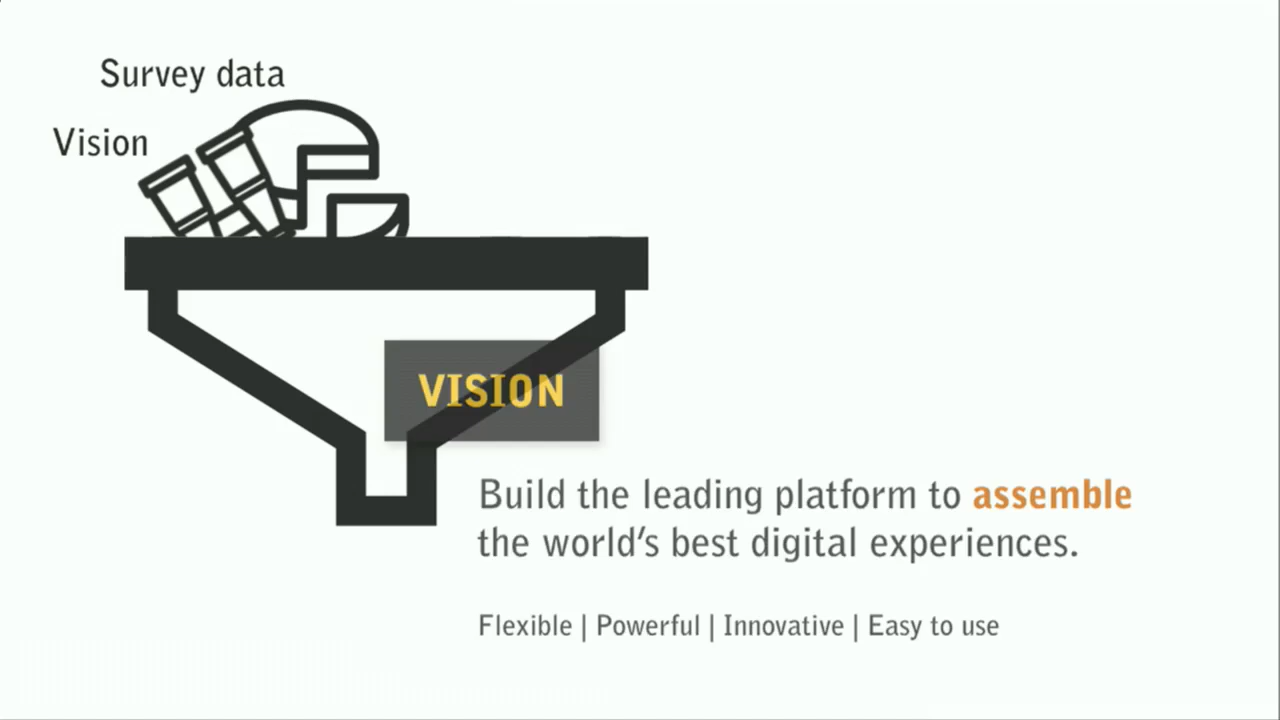 Survey data
Vision
VISION
Build the leading platform to assemble
the world’s best digital experiences.
Flexible | Powerful | Innovative | Easy to use